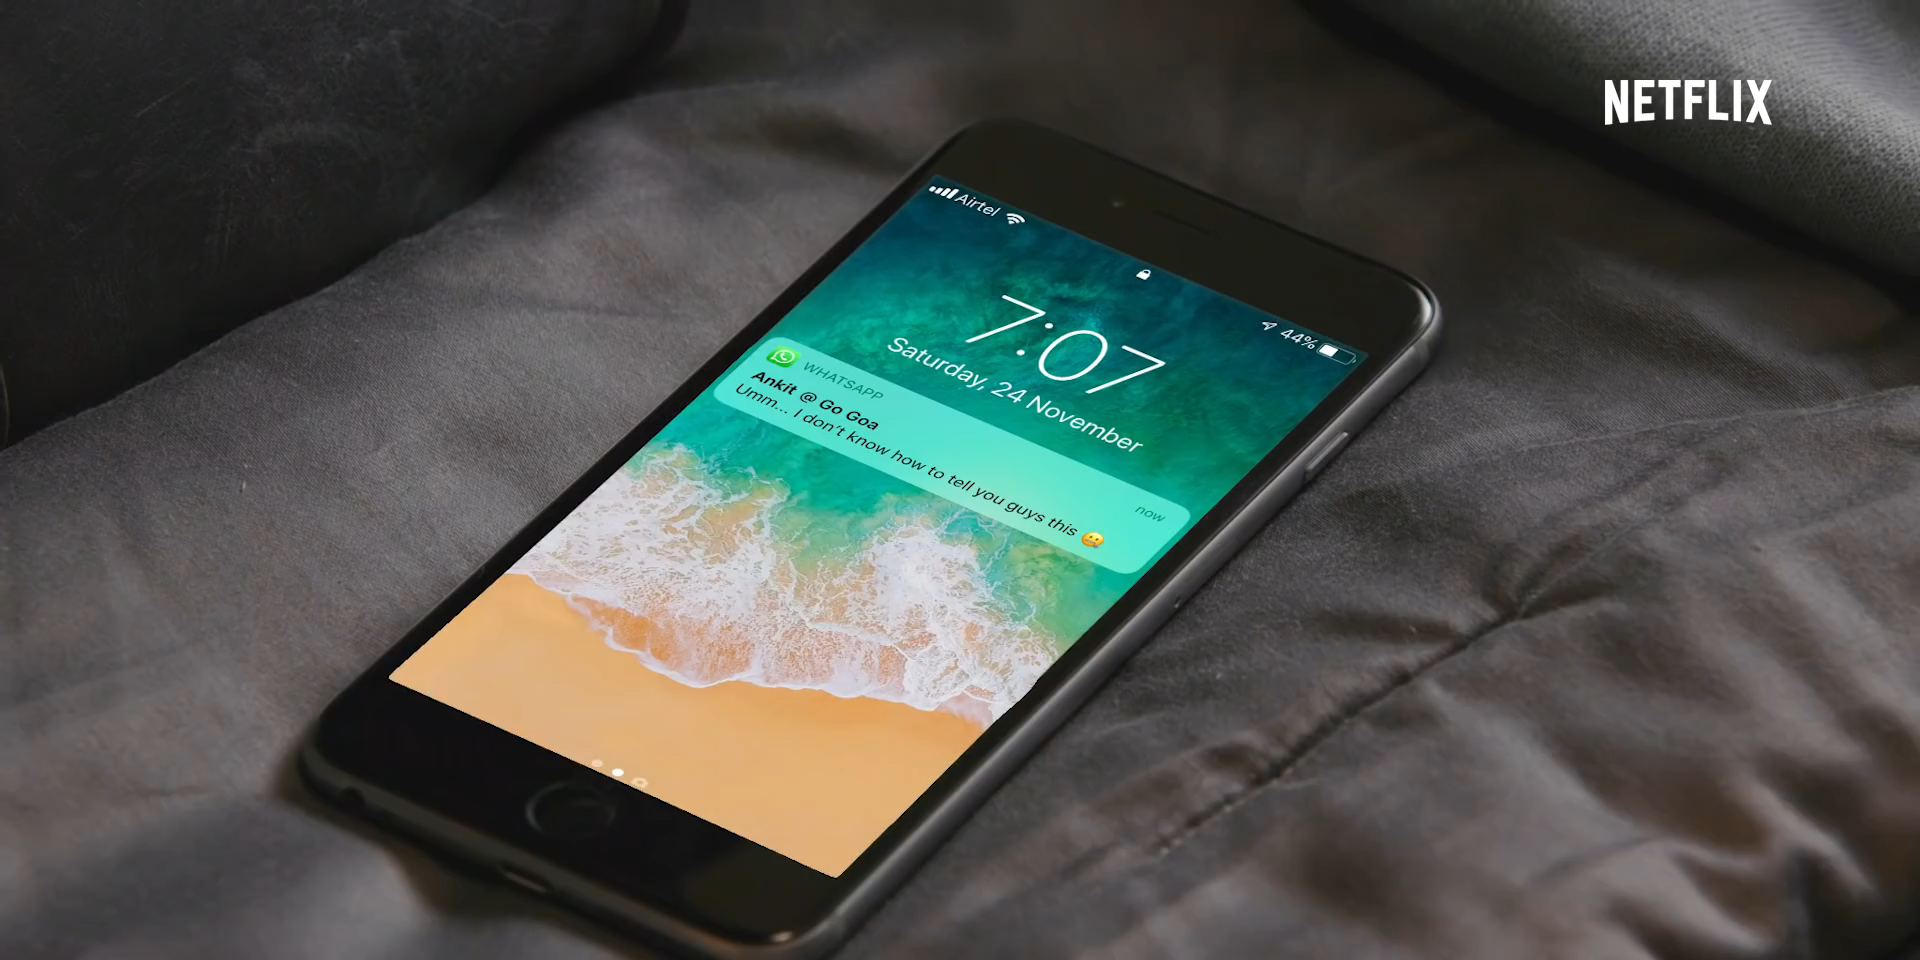 NETFLIX
Airtel
44%
7:07
Saturday, 24 November
WHATSAPP
now
Ankit @ Go Goa
Umm... I don't know how to tell you guys this 🤐